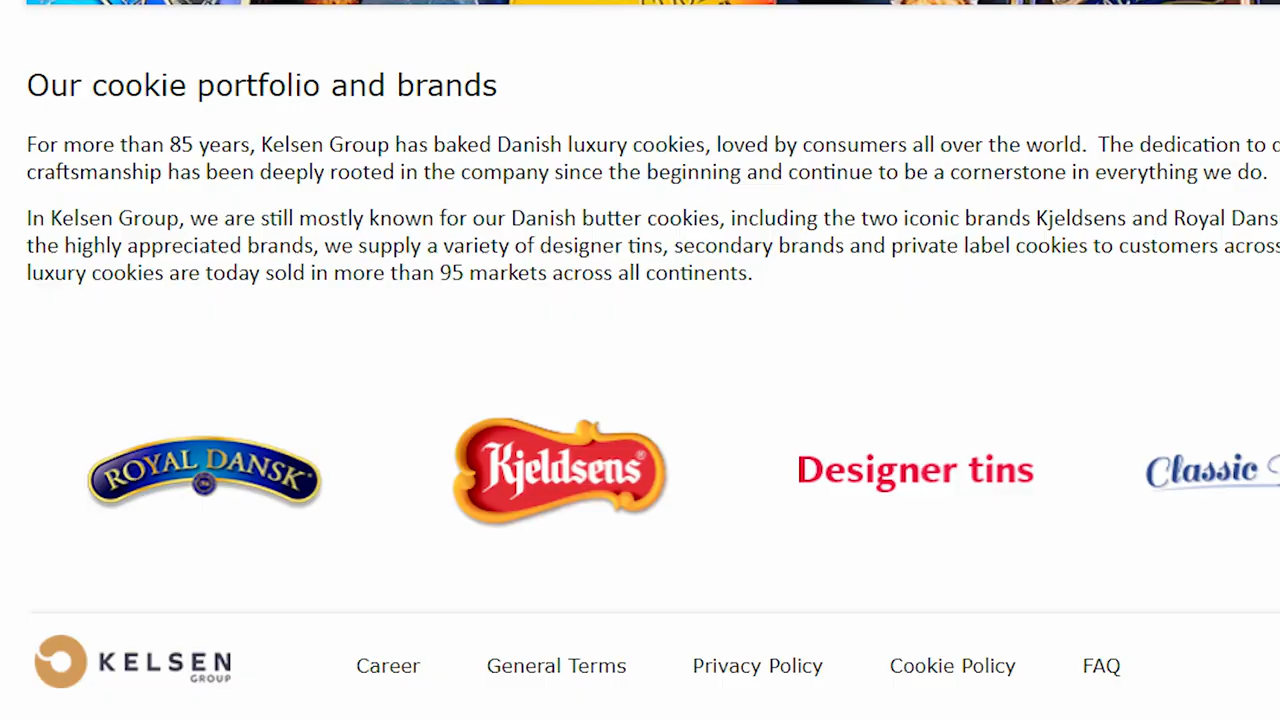 Our cookie portfolio and brands
For more than 85 years, Kelsen Group has baked Danish luxury cookies, loved by consumers all over the world. The dedication to
craftsmanship has been deeply rooted in the company since the beginning and continue to be a cornerstone in everything we do.
In Kelsen Group, we are still mostly known for our Danish butter cookies, including the two iconic brands Kjeldsens and Royal Dans
the highly appreciated brands, we supply a variety of designer tins, secondary brands and private label cookies to customers across
luxury cookies are today sold in more than 95 markets across all continents.
ROYAL DANSK
Kjeldsens®
Designer tins
Classic
KELSEN
GROUP
Career
General Terms
Privacy Policy
Cookie Policy
FAQ